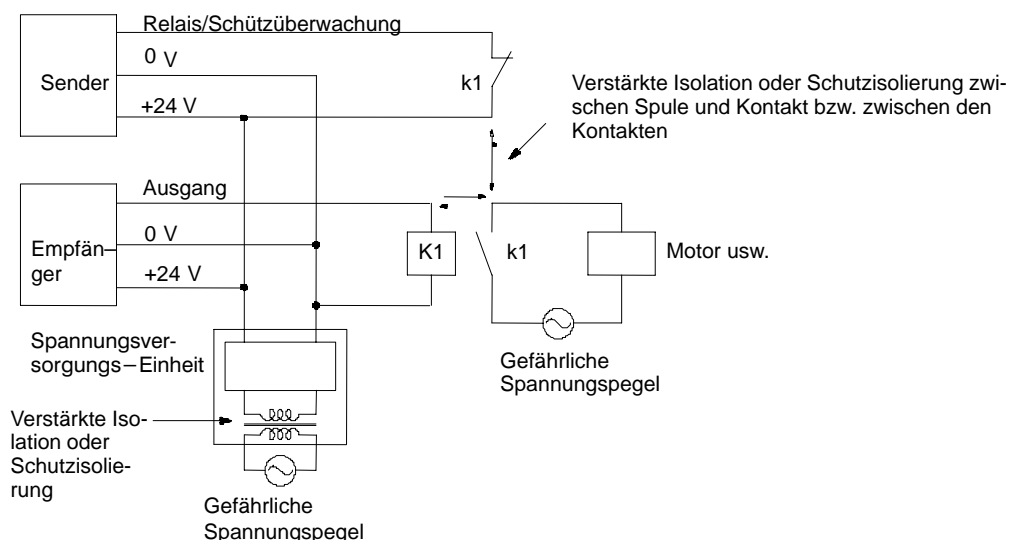 Relais/Schützüberwachung
0 V
Sender
k1
+24 V
Verstärkte Isolation oder Schutzisolierung zwi-
schen Spule und Kontakt bzw. zwischen den
Kontakten
Ausgang
0 V
Empfän–
ger
K1
k1
Motor usw.
+24 V
Spannungsver-
sorgungs–Einheit
Gefährliche
Spannungspegel
Verstärkte Iso-
lation oder
Schutzisolie-
rung
Gefährliche
Spannungspegel